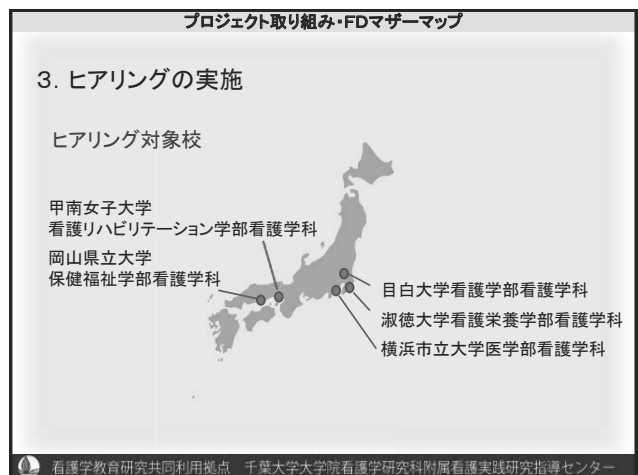 プロジェクト取り組み・FDマザーマップ
3．ヒアリングの実施
ヒアリング対象校
甲南女子大学
看護リハビリテーション学部看護学科
岡山県立大学
保健福祉学部看護学科
目白大学看護学部看護学科
淑徳大学看護栄養学部看護学科
横浜市立大学医学部看護学科
看護学教育研究共同利用拠点　千葉大学大学院看護学研究科附属看護実践研究指導センター